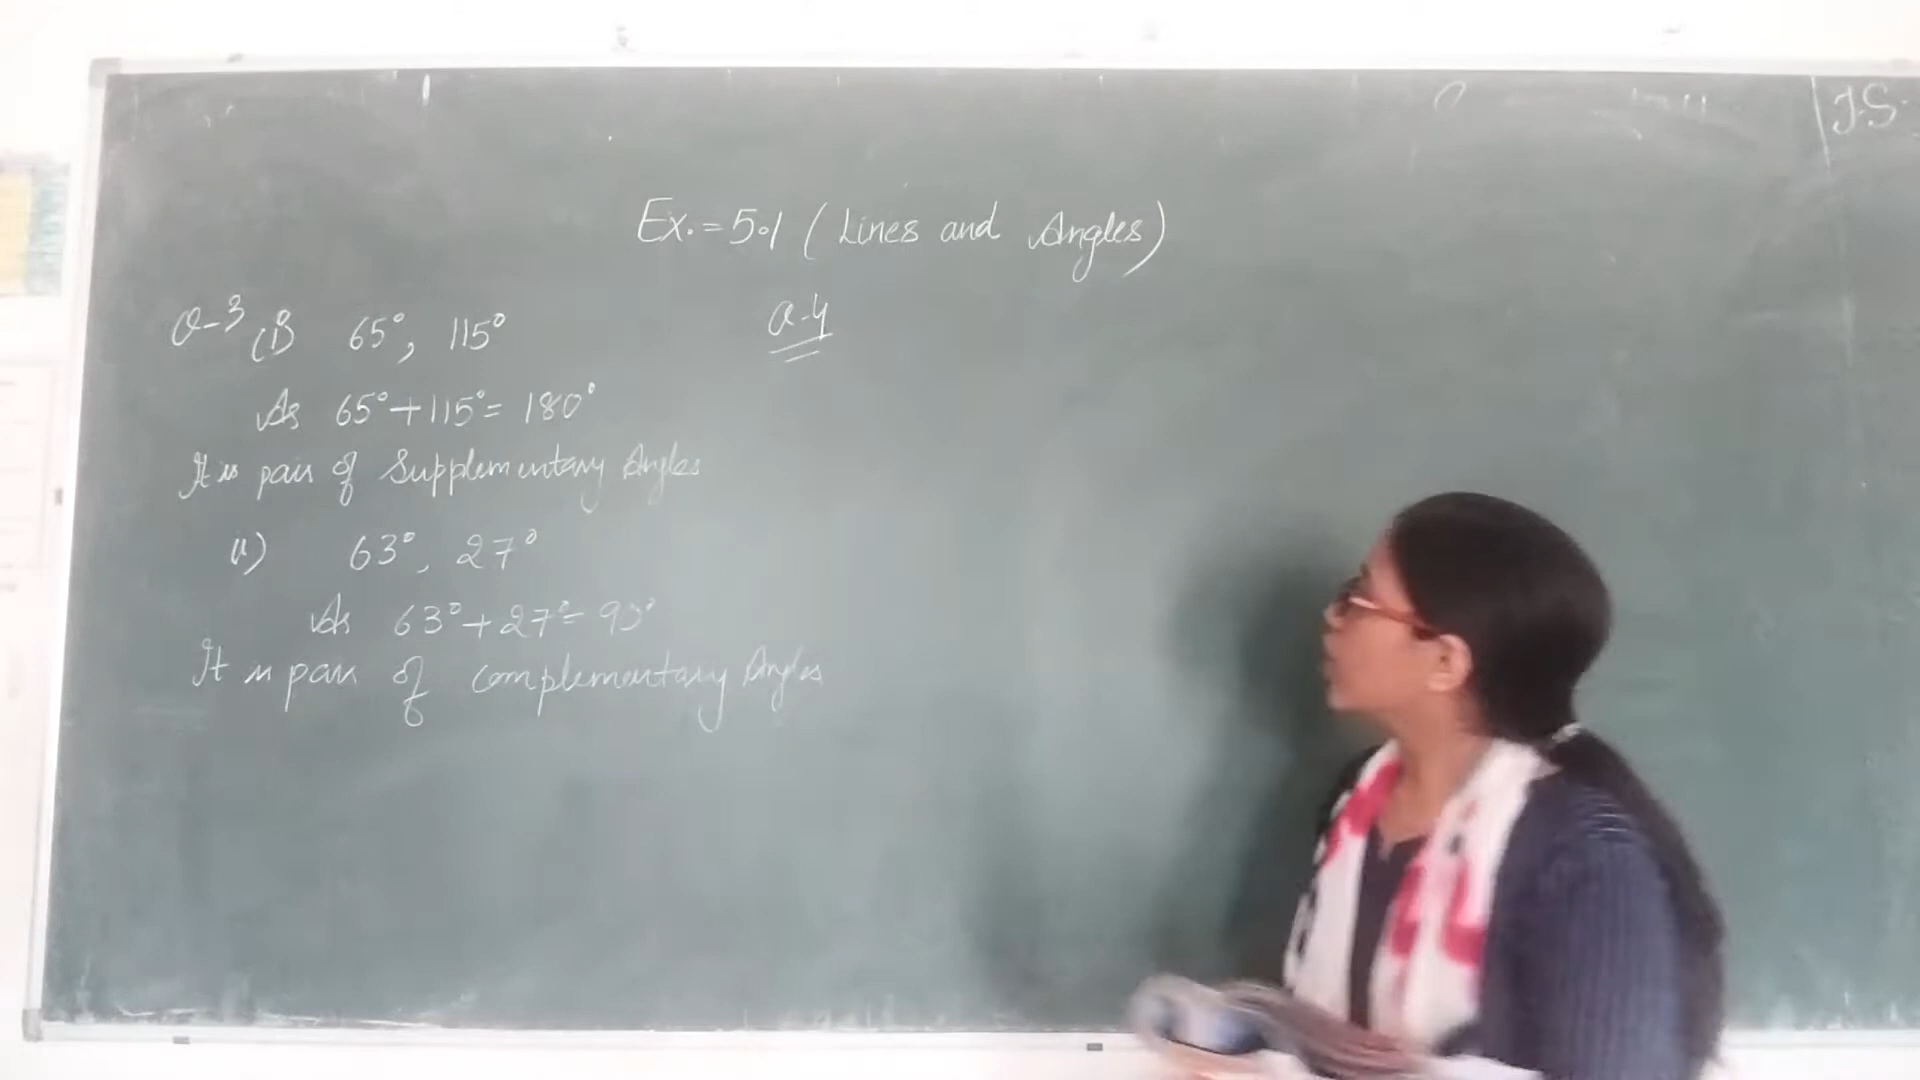 Ex.=5.1 (Lines and Angles)
Q-3 (i) 65°, 115°
As 65°+115°= 180°
It is pair of Supplementary Angles
ii) 63°, 27°
As 63°+27°= 90°
It is pair of complementary Angles
Q-4
J.S.